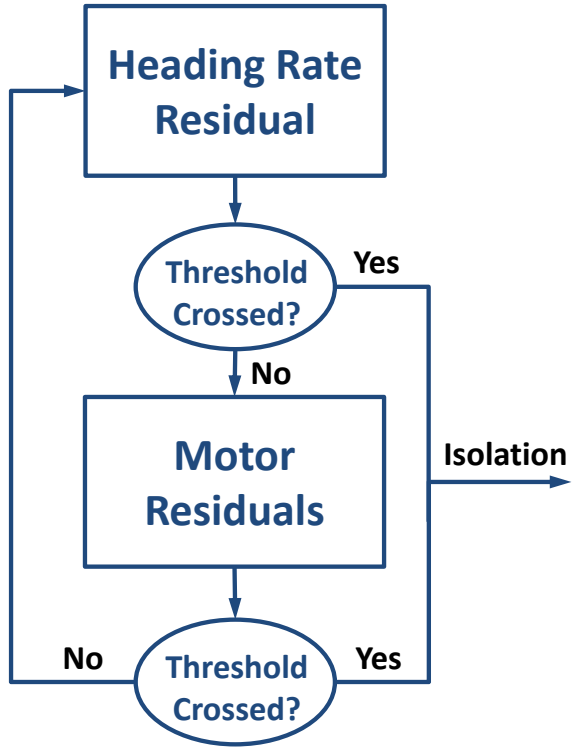 Heading Rate
Residual
Threshold
Crossed?
Yes
No
Motor
Residuals
Isolation
No
Threshold
Crossed?
Yes